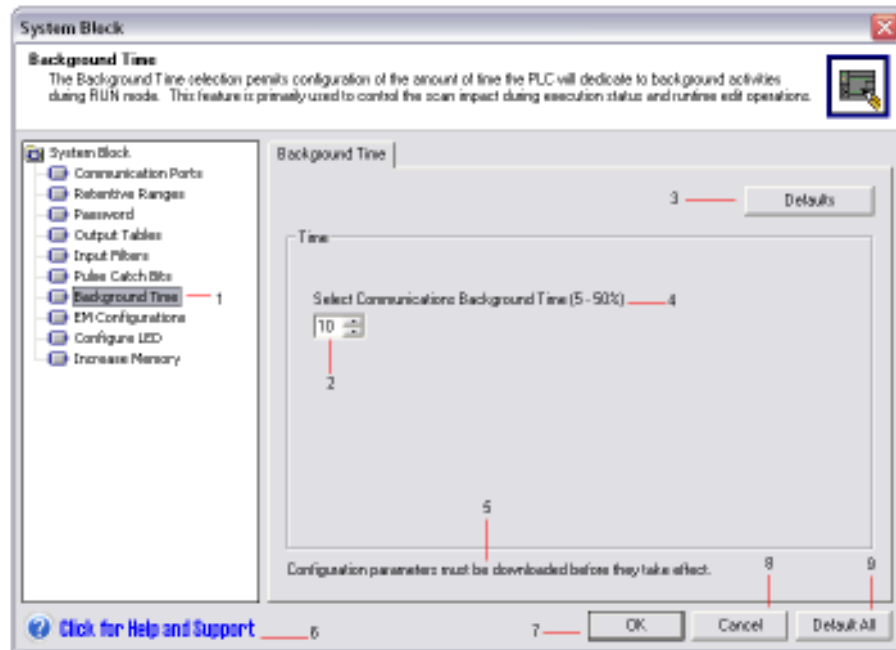 System Block
Background Time
The Background Time selection permits configuration of the amount of time the PLC will dedicate to background activities
during RUN mode. This feature is primarily used to control the scan impact during execution status and runtime edit operations.
System Block
Communication Ports
Retentive Ranges
Password
Output Tables
Input Filters
Pulse Catch Bits
Background Time 1
EM Configurations
Configure LED
Increase Memory
Background Time
3 Defaults
Time
Select Communications Background Time (5 - 50%) 4
10
2
5
Configuration parameters must be downloaded before they take effect.
8 9
Click for Help and Support 6
7 OK Cancel Default All